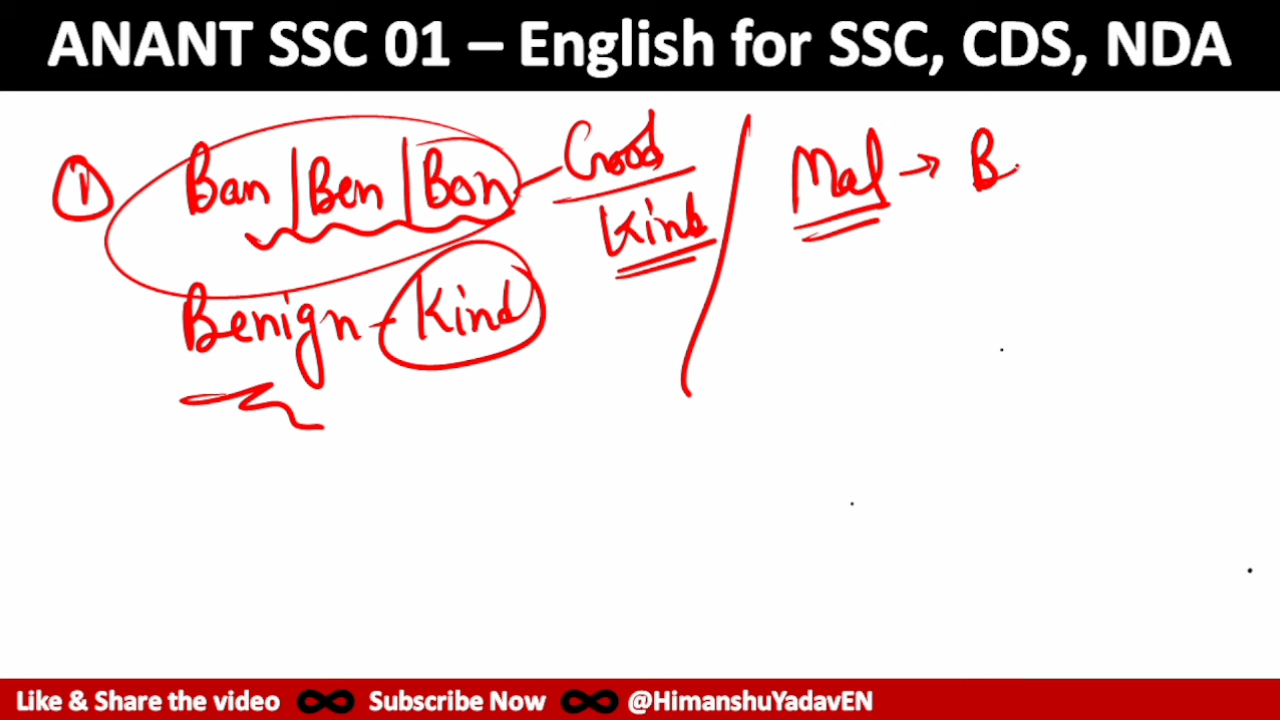 ANANT SSC 01 – English for SSC, CDS, NDA
① Ban | Ben | Bon – Good / Mal → B
Kind
Benign – Kind
Like & Share the video Subscribe Now @HimanshuYadavEN